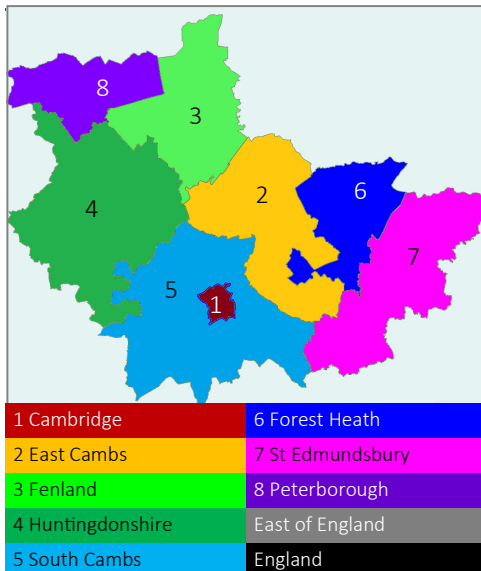 8
3
2
6
4
7
5
1
1 Cambridge
6 Forest Heath
2 East Cambs
7 St Edmundsbury
3 Fenland
8 Peterborough
4 Huntingdonshire
East of England
5 South Cambs
England